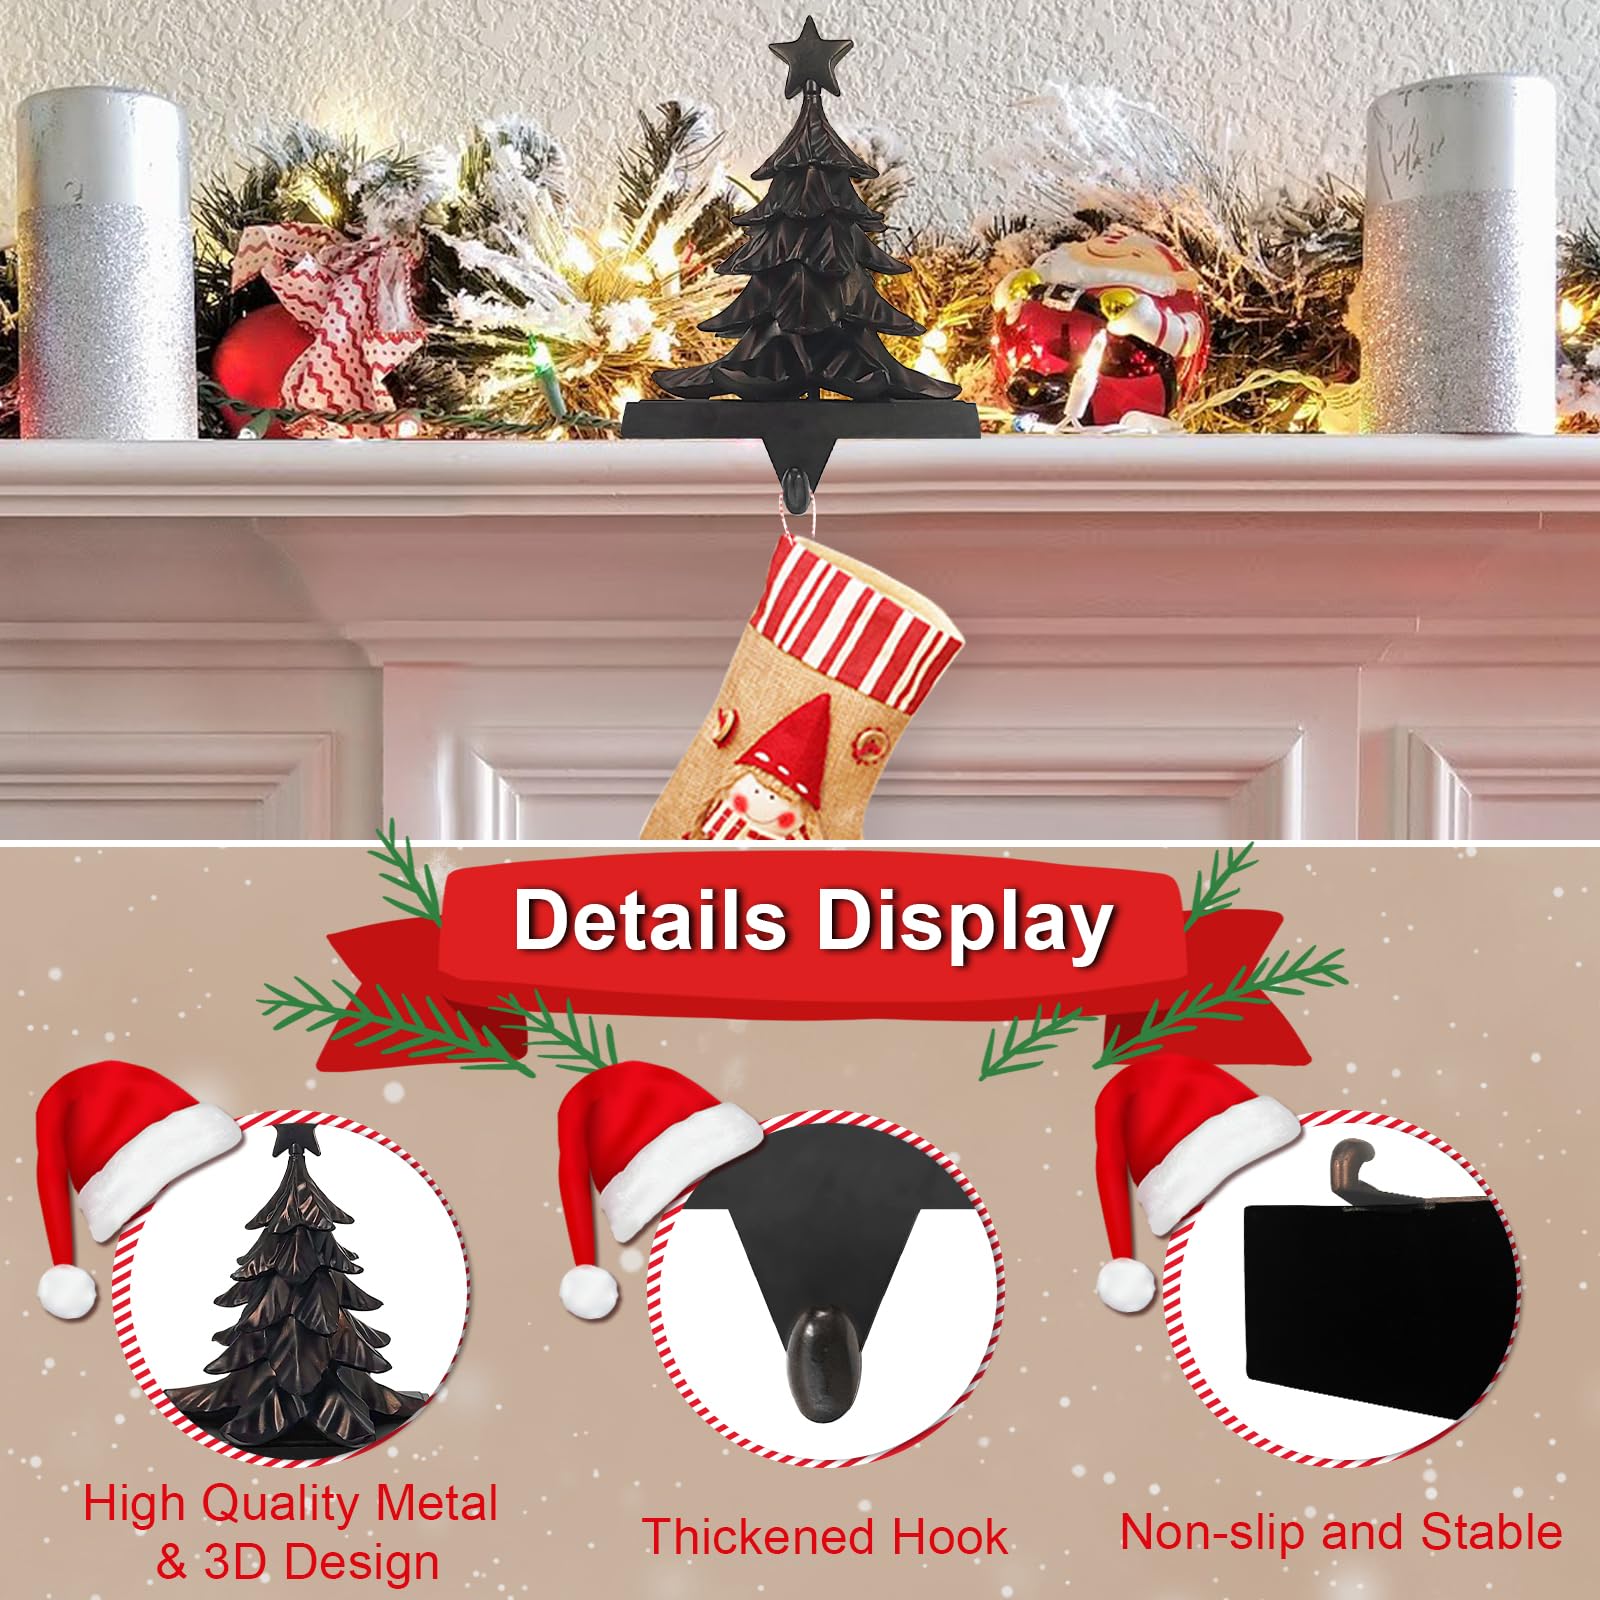 Details Display
High Quality Metal
& 3D Design
Thickened Hook
Non-slip and Stable